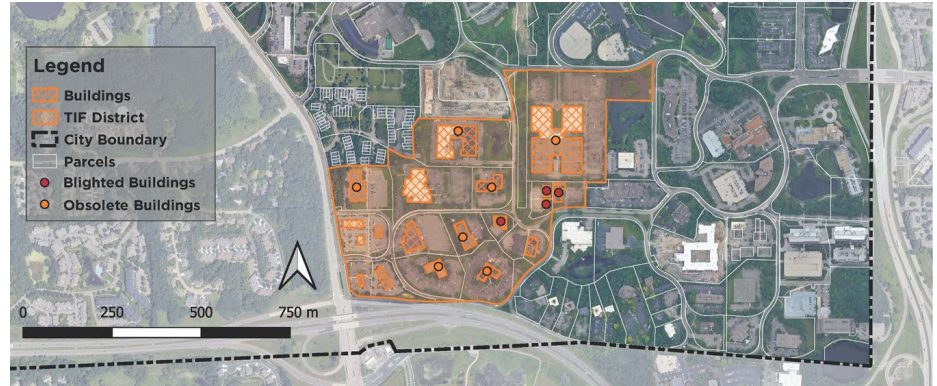 Legend
Buildings
TIF District
City Boundary
Parcels
Blighted Buildings
Obsolete Buildings
0 250 500 750 m